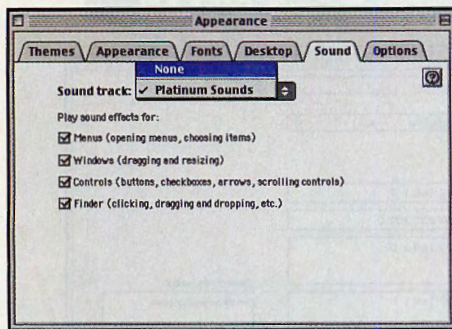 Appearance
Themes Appearance Fonts Desktop Sound Options
None
Sound track: ✓ Platinum Sounds
Play sound effects for:
Menus (opening menus, choosing items)
Windows (dragging and resizing)
Controls (buttons, checkboxes, arrows, scrolling controls)
Finder (clicking, dragging and dropping, etc.)